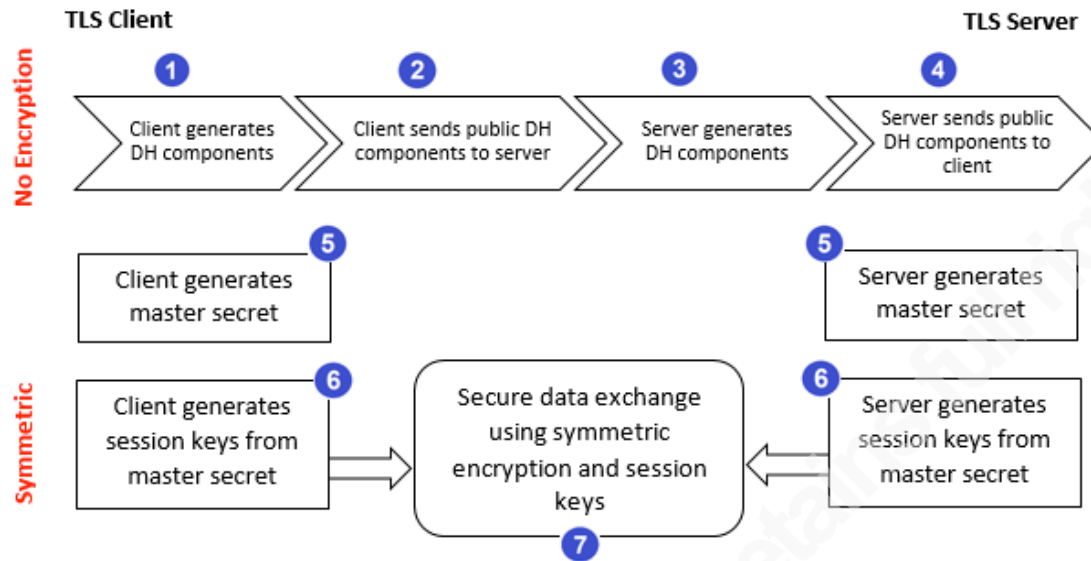 TLS Client
TLS Server
No Encryption
1
2
3
4
Client generates
DH components
Client sends public DH
components to server
Server generates
DH components
Server sends public
DH components to
client
5
5
Client generates
master secret
Server generates
master secret
Symmetric
6
6
Client generates
session keys from
master secret
Secure data exchange
using symmetric
encryption and session
keys
Server generates
session keys from
master secret
7